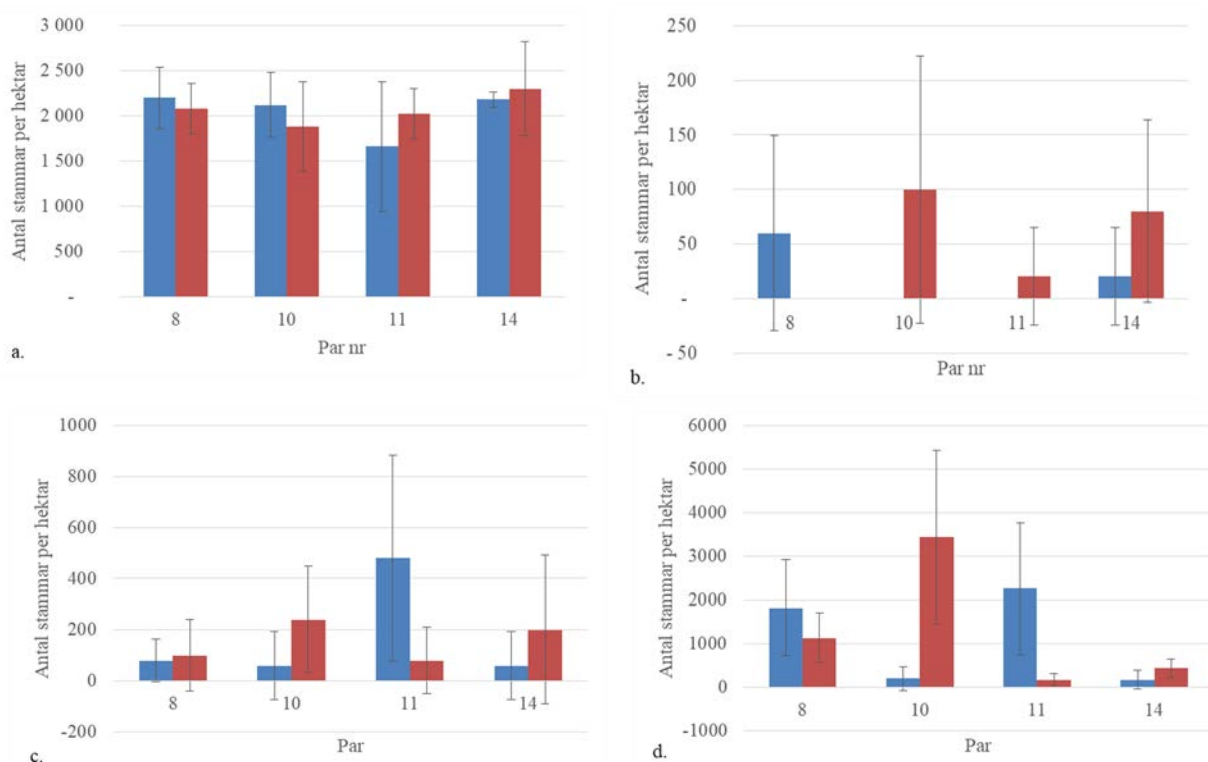 Antal stammar per hektar
3 000
2 500
2 000
1 500
1 000
500
-
8 10 11 14
Par nr
a.
Antal stammar per hektar
250
200
150
100
50
-
- 50
8 10 11 14
Par nr
b.
Antal stammar per hektar
1000
800
600
400
200
0
-200
8 10 11 14
Par
c.
Antal stammar per hektar
6000
5000
4000
3000
2000
1000
0
-1000
8 10 11 14
Par
d.